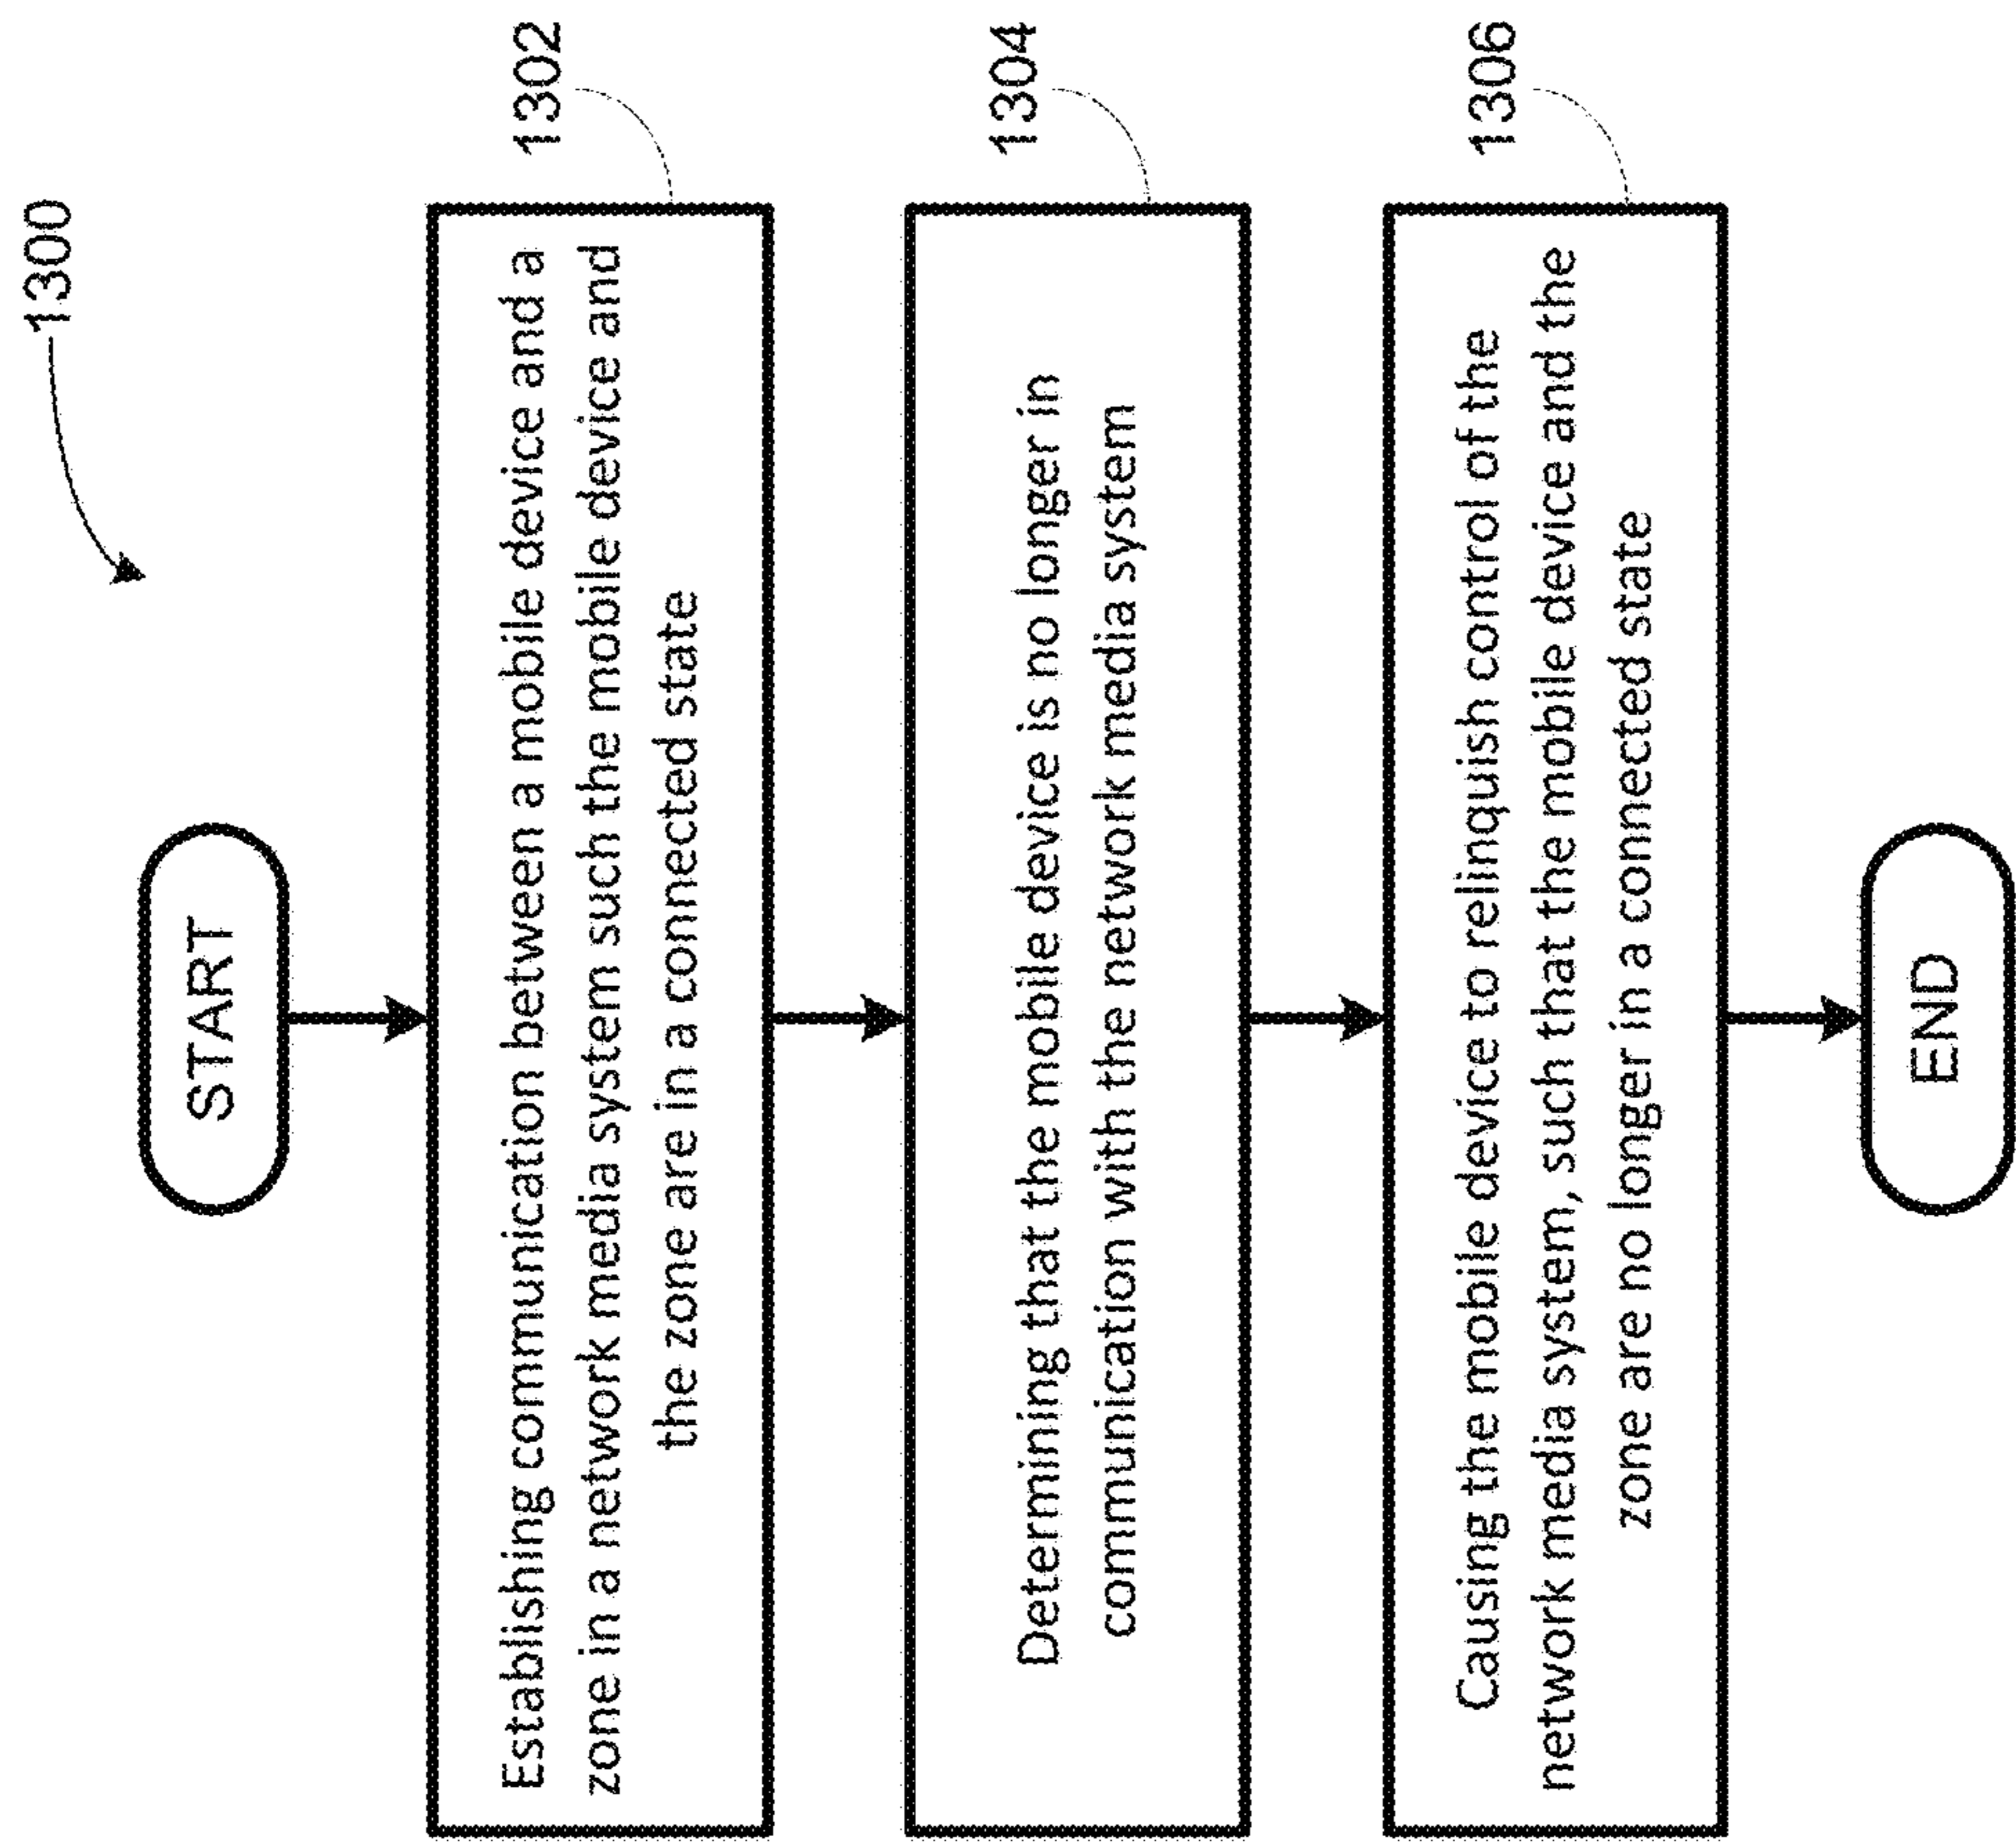 1300
START
Establishing communication between a mobile device and a
zone in a network media system such the mobile device and
the zone are in a connected state
1302
Determining that the mobile device is no longer in
communication with the network media system
1304
Causing the mobile device to relinquish control of the
network media system, such that the mobile device and the
zone are no longer in a connected state
1306
END